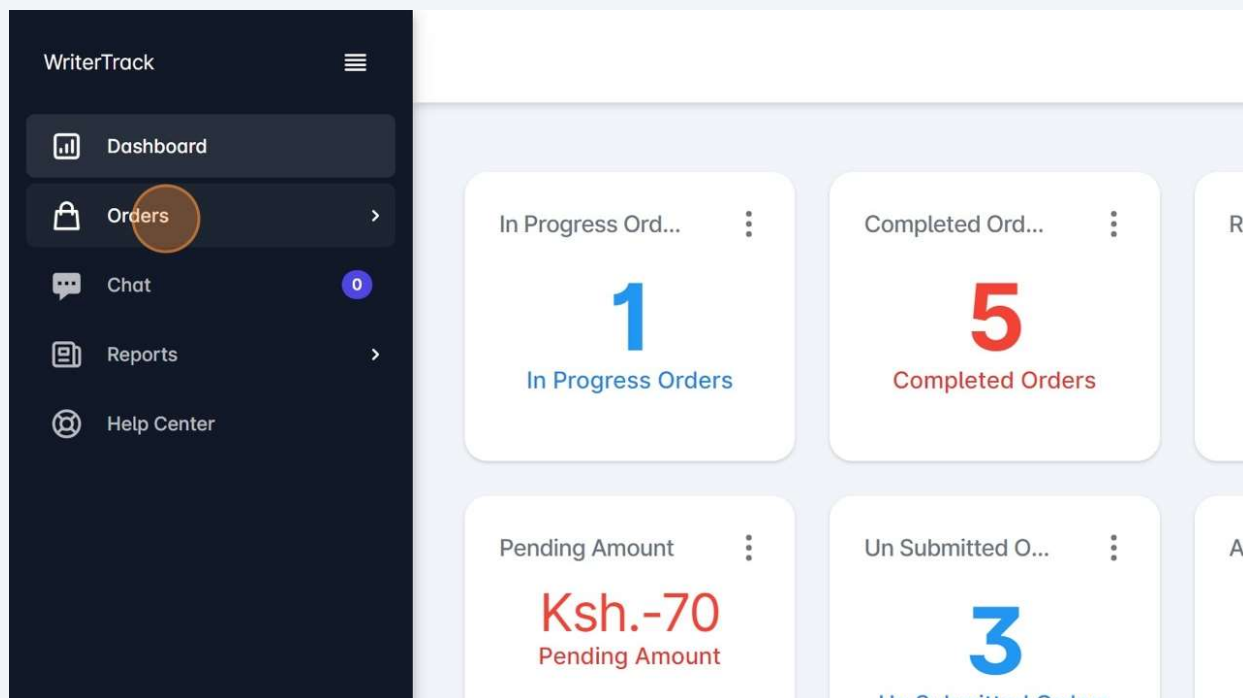 WriterTrack
Dashboard
Orders
Chat
0
Reports
Help Center
In Progress Ord...
1
In Progress Orders
Completed Ord...
5
Completed Orders
R
Pending Amount
Ksh.-70
Pending Amount
Un Submitted O...
3
A